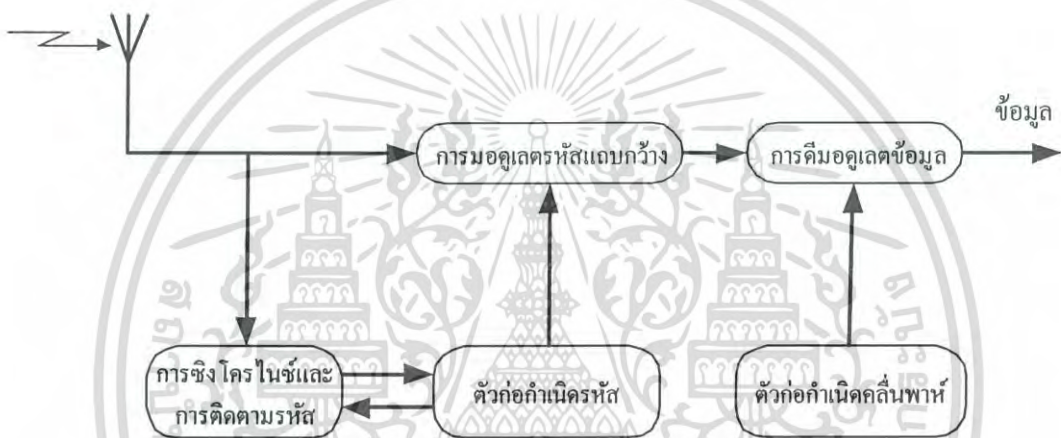 ข้อมูล
การมอดูเลตรหัสแถบกว้าง
การดีมอดูเลตข้อมูล
การซิงโครไนซ์และ
การติดตามรหัส
ตัวก่อกำเนิดรหัส
ตัวก่อกำเนิดคลื่นพาห์